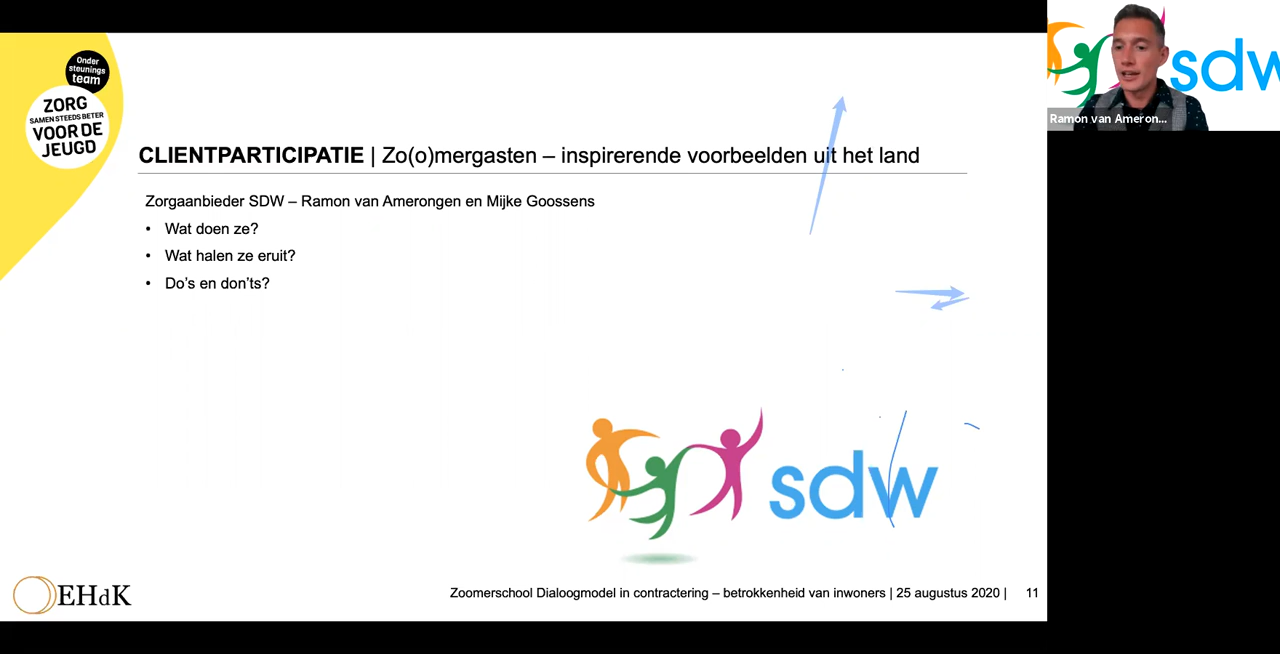 Onder
steunings
team
ZORG
SAMEN STEEDS BETER
VOOR DE
JEUGD
sdw
Ramon van Ameron...
CLIENTPARTICIPATIE | Zo(o)mergasten – inspirerende voorbeelden uit het land
Zorgaanbieder SDW – Ramon van Amerongen en Mijke Goossens
• Wat doen ze?
• Wat halen ze eruit?
• Do's en don'ts?
sdw
EHdK
Zoomerschool Dialoogmodel in contractering – betrokkenheid van inwoners | 25 augustus 2020 | 11